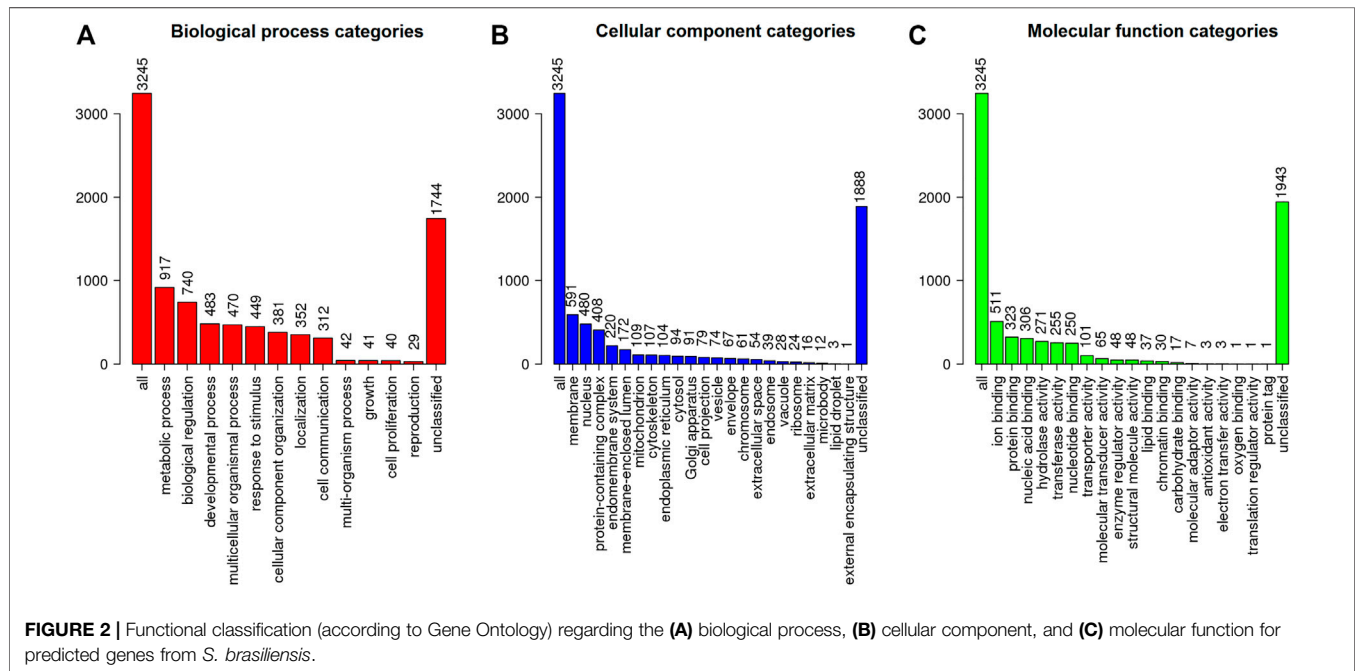 A
Biological process categories
3245
917
740
483
470
449
381
352
312
42
41
40
29
1744
3000
2000
1000
0
all
metabolic process
biological regulation
developmental process
multicellular organismal process
response to stimulus
cellular component organization
localization
cell communication
multi-organism process
growth
cell proliferation
reproduction
unclassified
B
Cellular component categories
3245
591
480
408
220
172
109
107
104
94
91
79
74
67
61
54
39
28
24
16
12
3
1
1888
3000
2000
1000
0
all
membrane
nucleus
protein-containing complex
endomembrane system
membrane-enclosed lumen
mitochondrion
cytoskeleton
endoplasmic reticulum
cytosol
Golgi apparatus
cell projection
vesicle
envelope
chromosome
extracellular space
endosome
vacuole
ribosome
extracellular matrix
microbody
lipid droplet
external encapsulating structure
unclassified
C
Molecular function categories
3245
511
323
306
271
255
250
101
65
48
48
37
30
17
7
3
3
1
1
1
1943
3000
2000
1000
0
all
ion binding
protein binding
nucleic acid binding
hydrolase activity
transferase activity
nucleotide binding
transporter activity
molecular transducer activity
enzyme regulator activity
structural molecule activity
lipid binding
chromatin binding
carbohydrate binding
molecular adaptor activity
antioxidant activity
electron transfer activity
oxygen binding
translation regulator activity
protein tag
unclassified
FIGURE 2 | Functional classification (according to Gene Ontology) regarding the (A) biological process, (B) cellular component, and (C) molecular function for
predicted genes from S. brasiliensis.